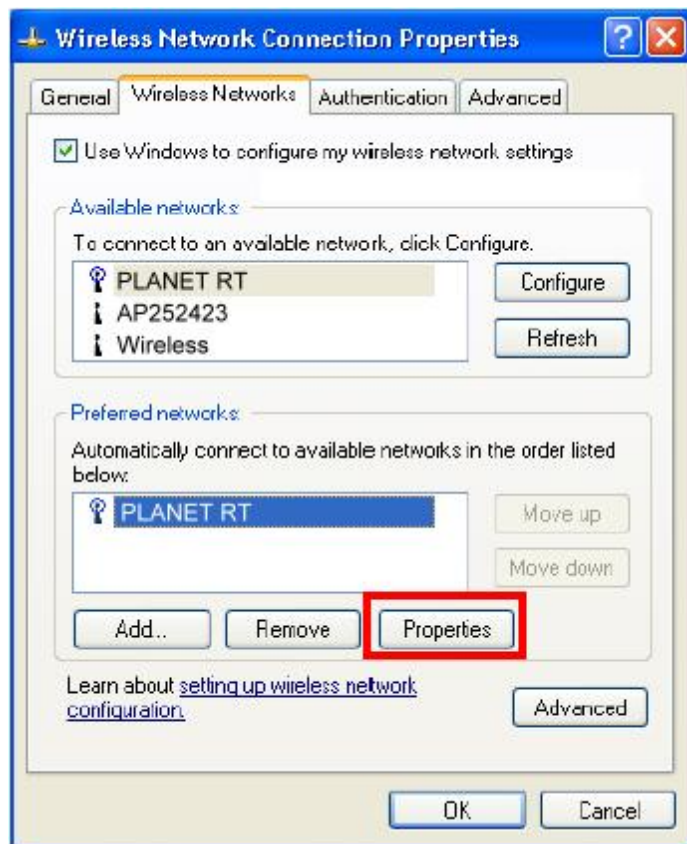 Wireless Network Connection Properties
General Wireless Networks Authentication Advanced
Use Windows to configure my wireless network settings
Available networks:
To connect to an available network, click Configure.
PLANET RT
AP252423
Wireless
Configure
Refresh
Preferred networks:
Automatically connect to available networks in the order listed
below:
PLANET RT
Move up
Move down
Add... Remove Properties
Learn about setting up wireless network
configuration.
Advanced
OK Cancel